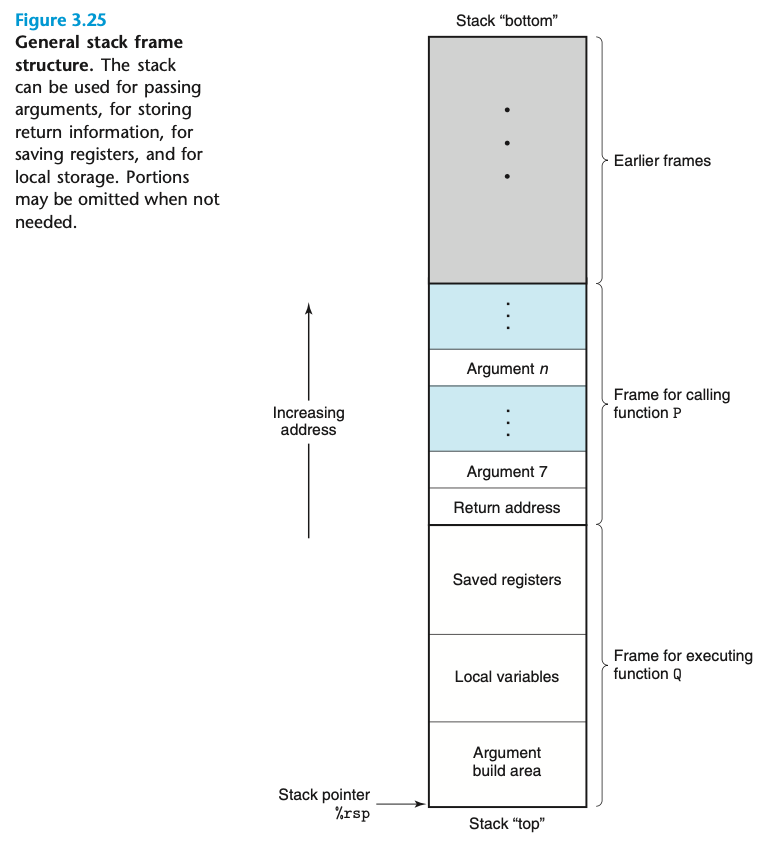 Figure 3.25
General stack frame
structure. The stack
can be used for passing
arguments, for storing
return information, for
saving registers, and for
local storage. Portions
may be omitted when not
needed.
Stack “bottom”
Earlier frames
Argument n
Frame for calling
function P
Increasing
address
Argument 7
Return address
Saved registers
Frame for executing
function Q
Local variables
Argument
build area
Stack pointer
%rsp
Stack “top”